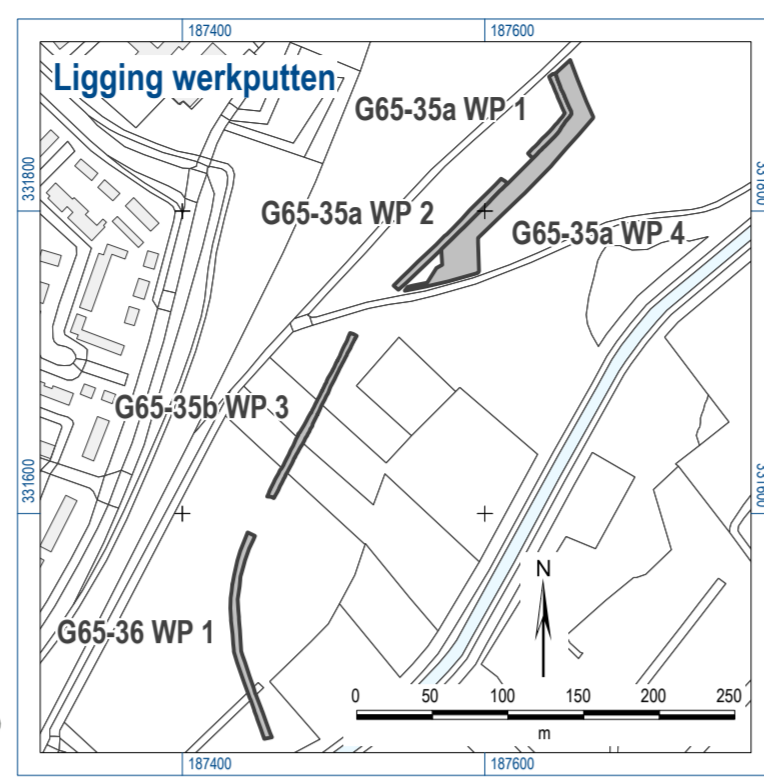 187400
187600
Ligging werkputten
G65-35a WP 1
331800
331800
G65-35a WP 2
G65-35a WP 4
G65-35b WP 3
331600
331600
N
G65-36 WP 1
0 50 100 150 200 250
m
187400
187600